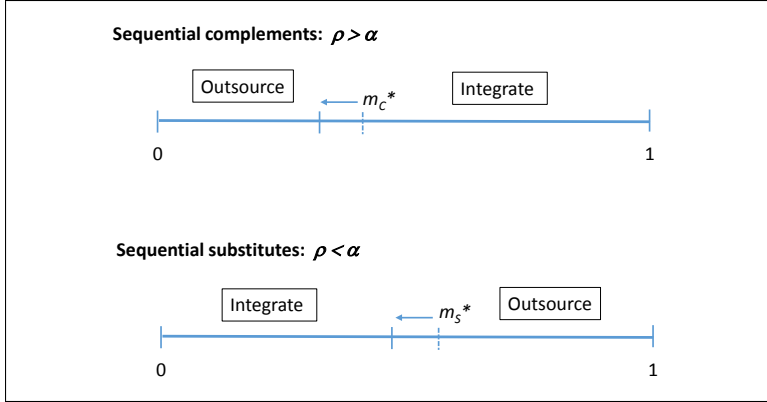 Sequential complements: ρ > α
Outsource
Integrate
m_C*
0
1
Sequential substitutes: ρ < α
Integrate
Outsource
m_S*
0
1